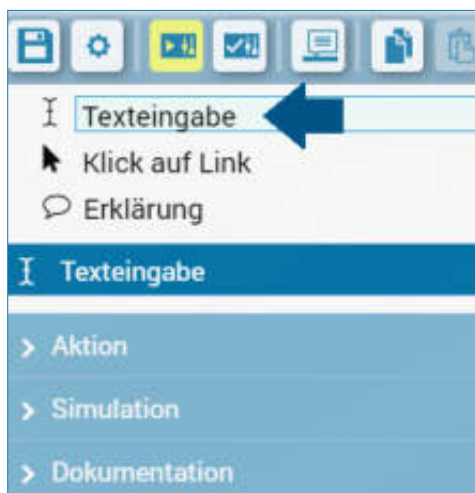 Texteingabe
Klick auf Link
Erklärung
Texteingabe
Aktion
Simulation
Dokumentation